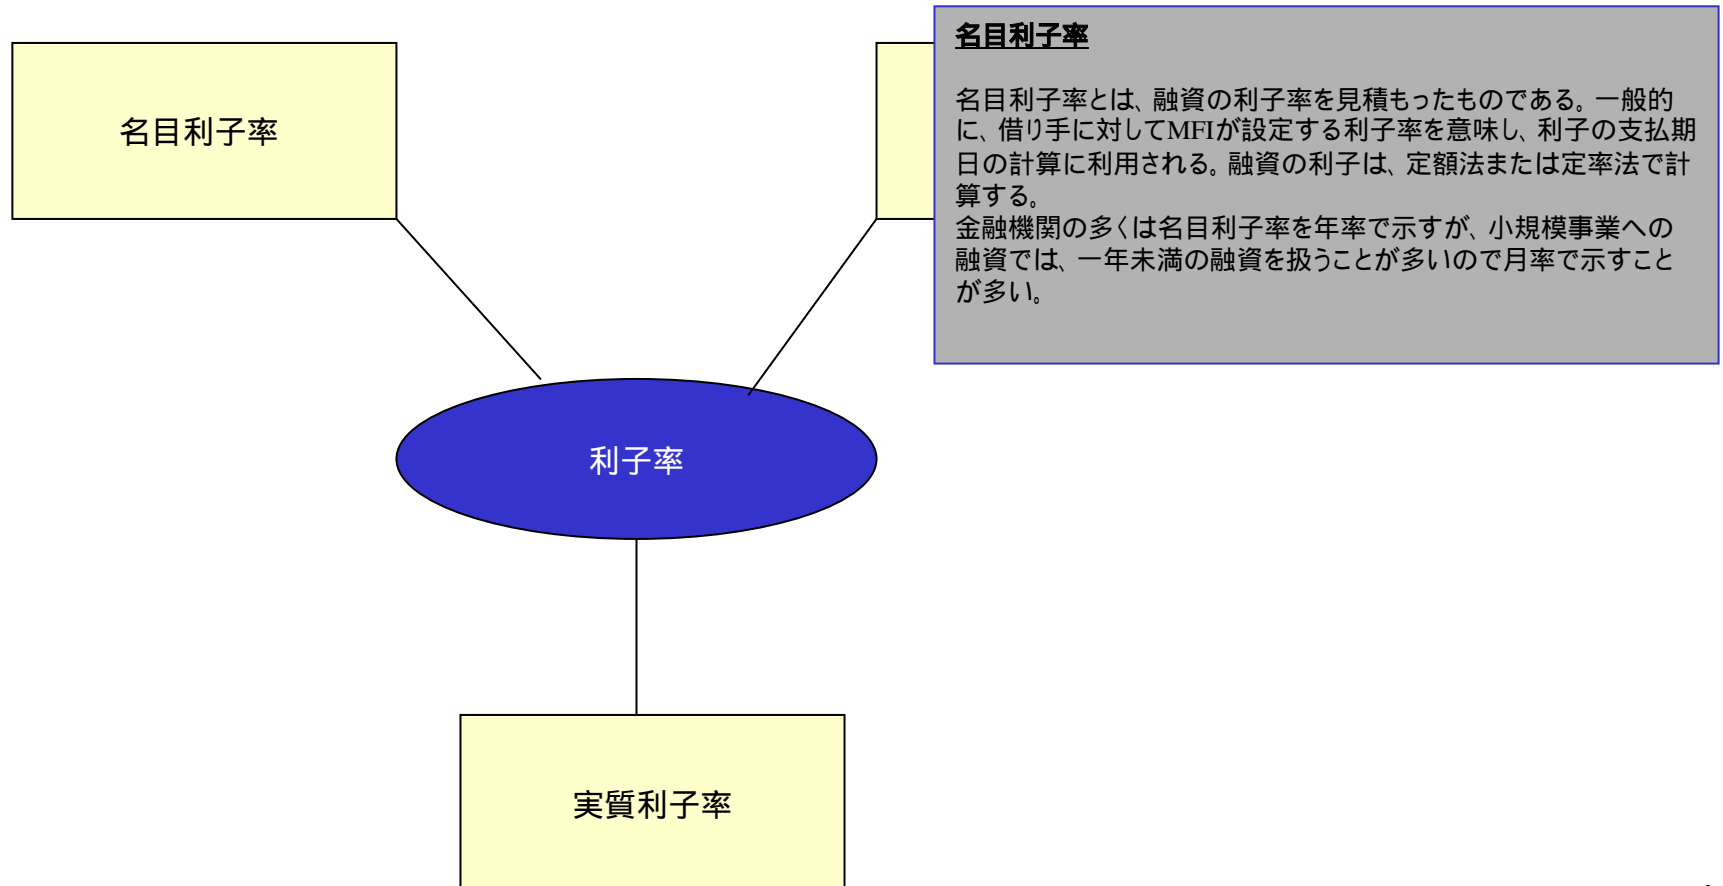 名目利子率
名目利子率
名目利子率とは、融資の利子率を見積もったものである。一般的
に、借り手に対してMFIが設定する利子率を意味し、利子の支払期
日の計算に利用される。融資の利子は、定額法または定率法で計
算する。
金融機関の多くは名目利子率を年率で示すが、小規模事業への
融資では、一年未満の融資を扱うことが多いので月率で示すこと
が多い。
利子率
実質利子率